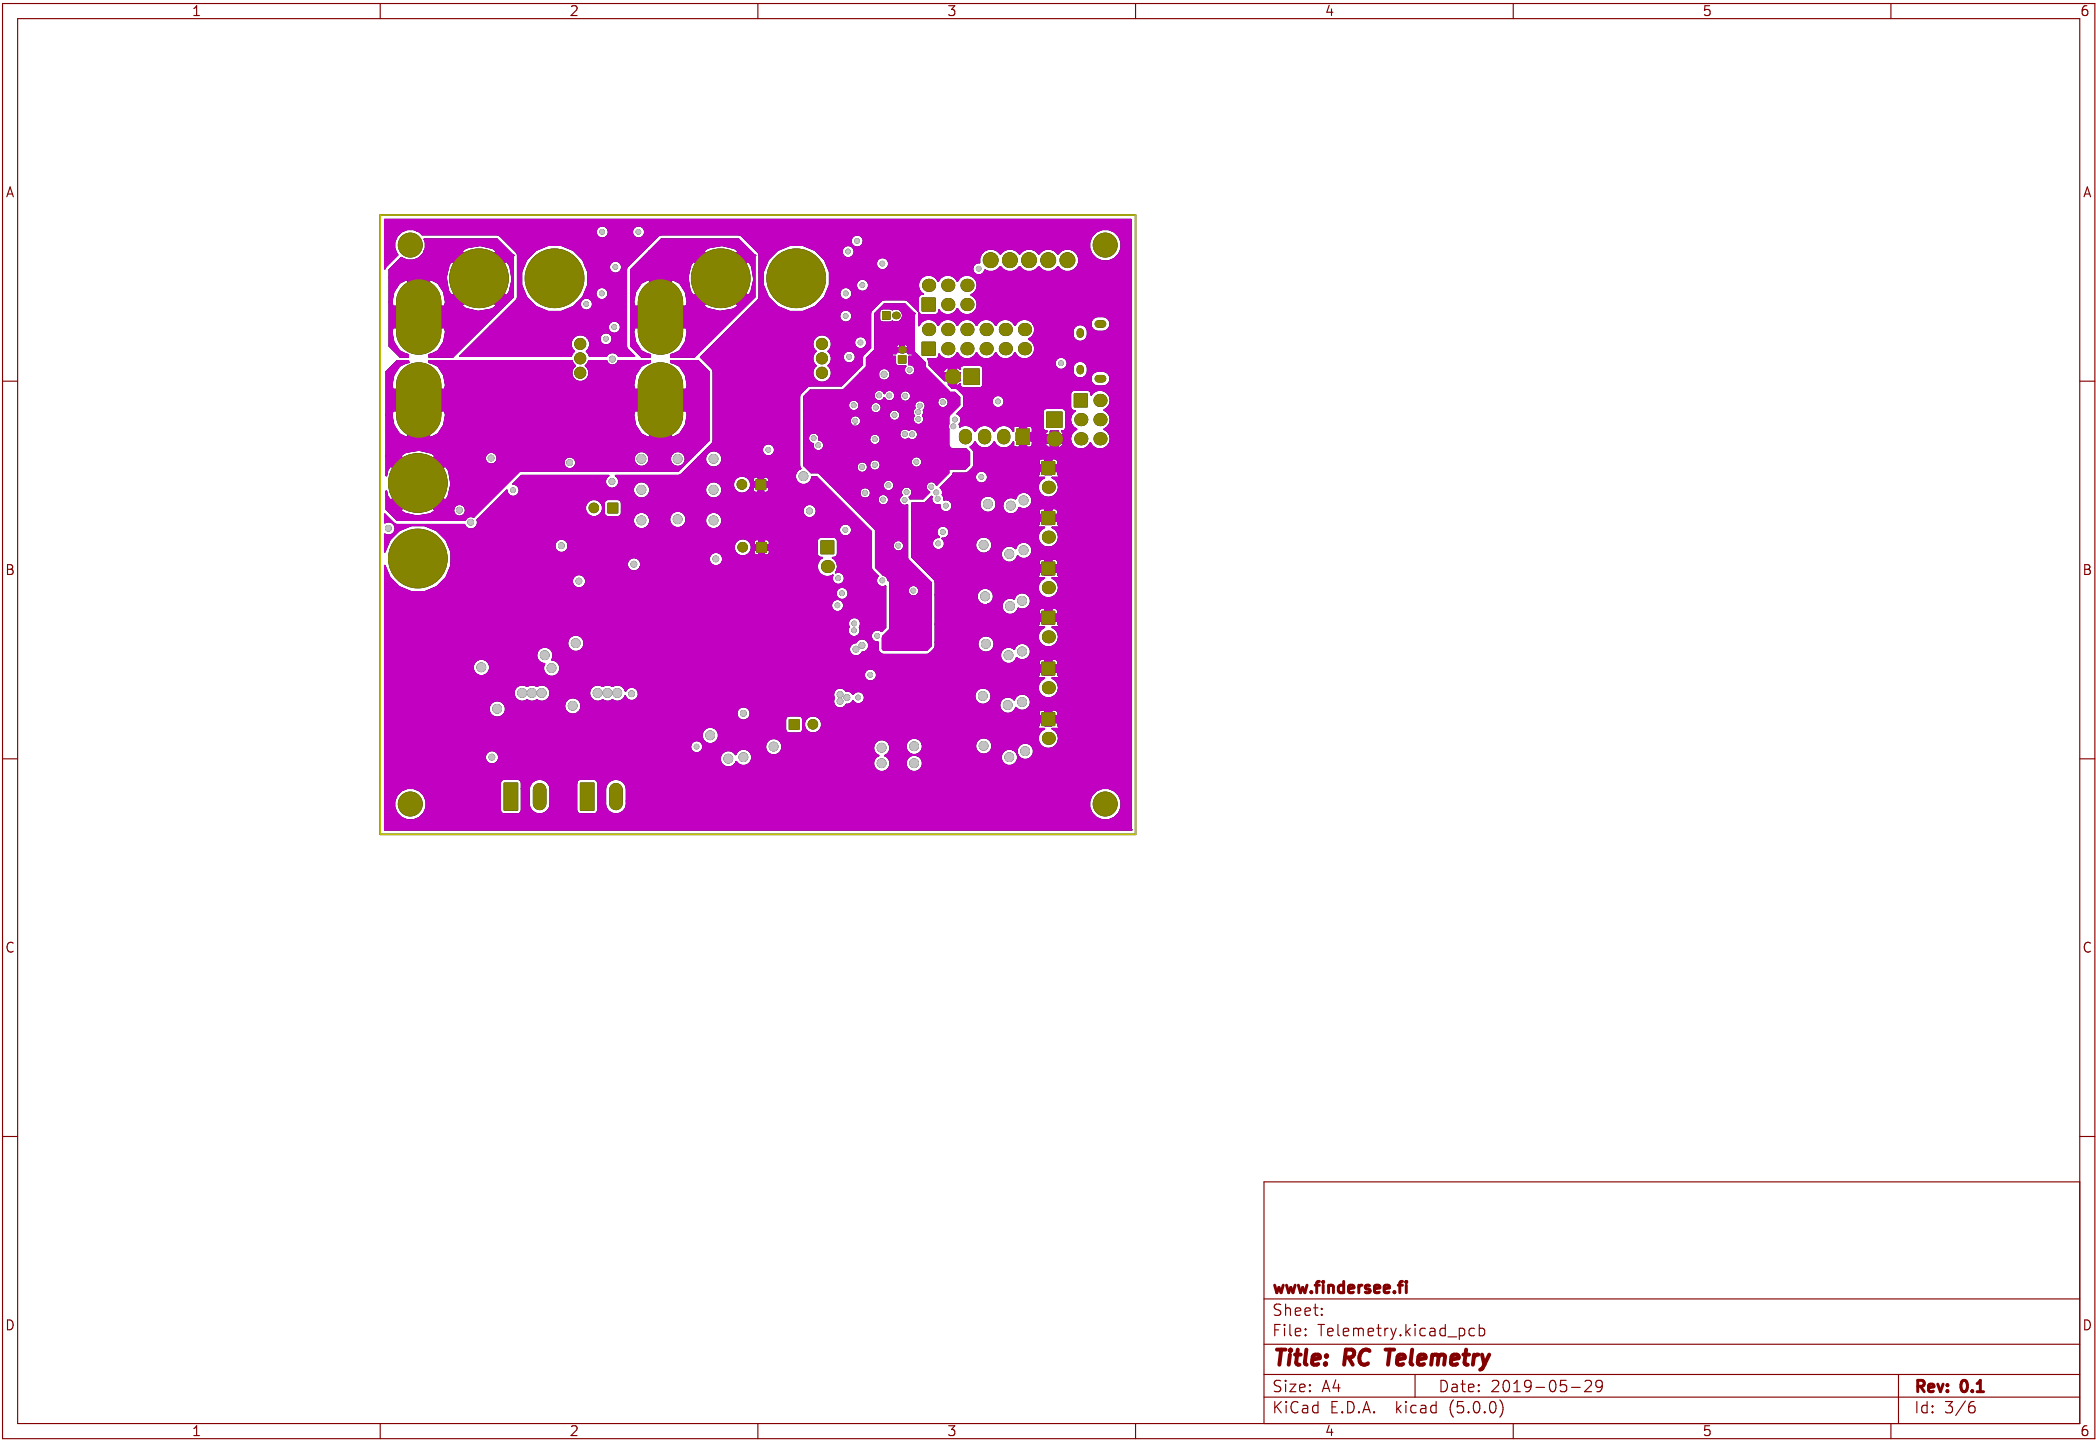 1 2 3 4 5 6
A A
B B
C C
D D
www.findersee.fi
Sheet:
File: Telemetry.kicad_pcb
Title: RC Telemetry
Size: A4 Date: 2019-05-29 Rev: 0.1
KiCad E.D.A. kicad (5.0.0) Id: 3/6
1 2 3 4 5 6